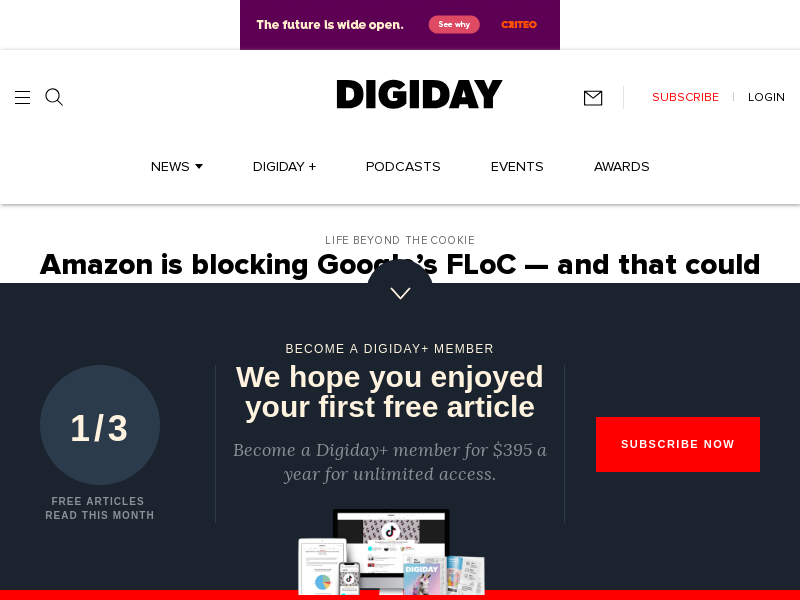 The future is wide open.
See why
CRITEO
DIGIDAY
SUBSCRIBE
LOGIN
NEWS
DIGIDAY +
PODCASTS
EVENTS
AWARDS
LIFE BEYOND THE COOKIE
Amazon is blocking Google's FLoC — and that could
BECOME A DIGIDAY+ MEMBER
We hope you enjoyed
your first free article
1/3
Become a Digiday+ member for $395 a
year for unlimited access.
SUBSCRIBE NOW
FREE ARTICLES
READ THIS MONTH
DIGIDAY